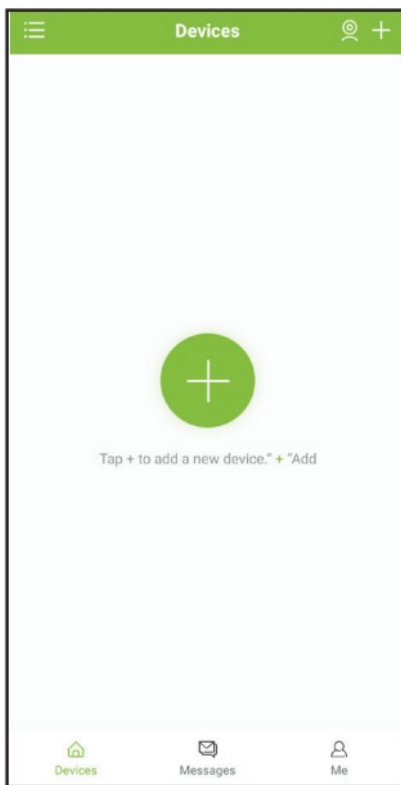 Devices
Tap + to add a new device." + "Add
Devices
Messages
Me